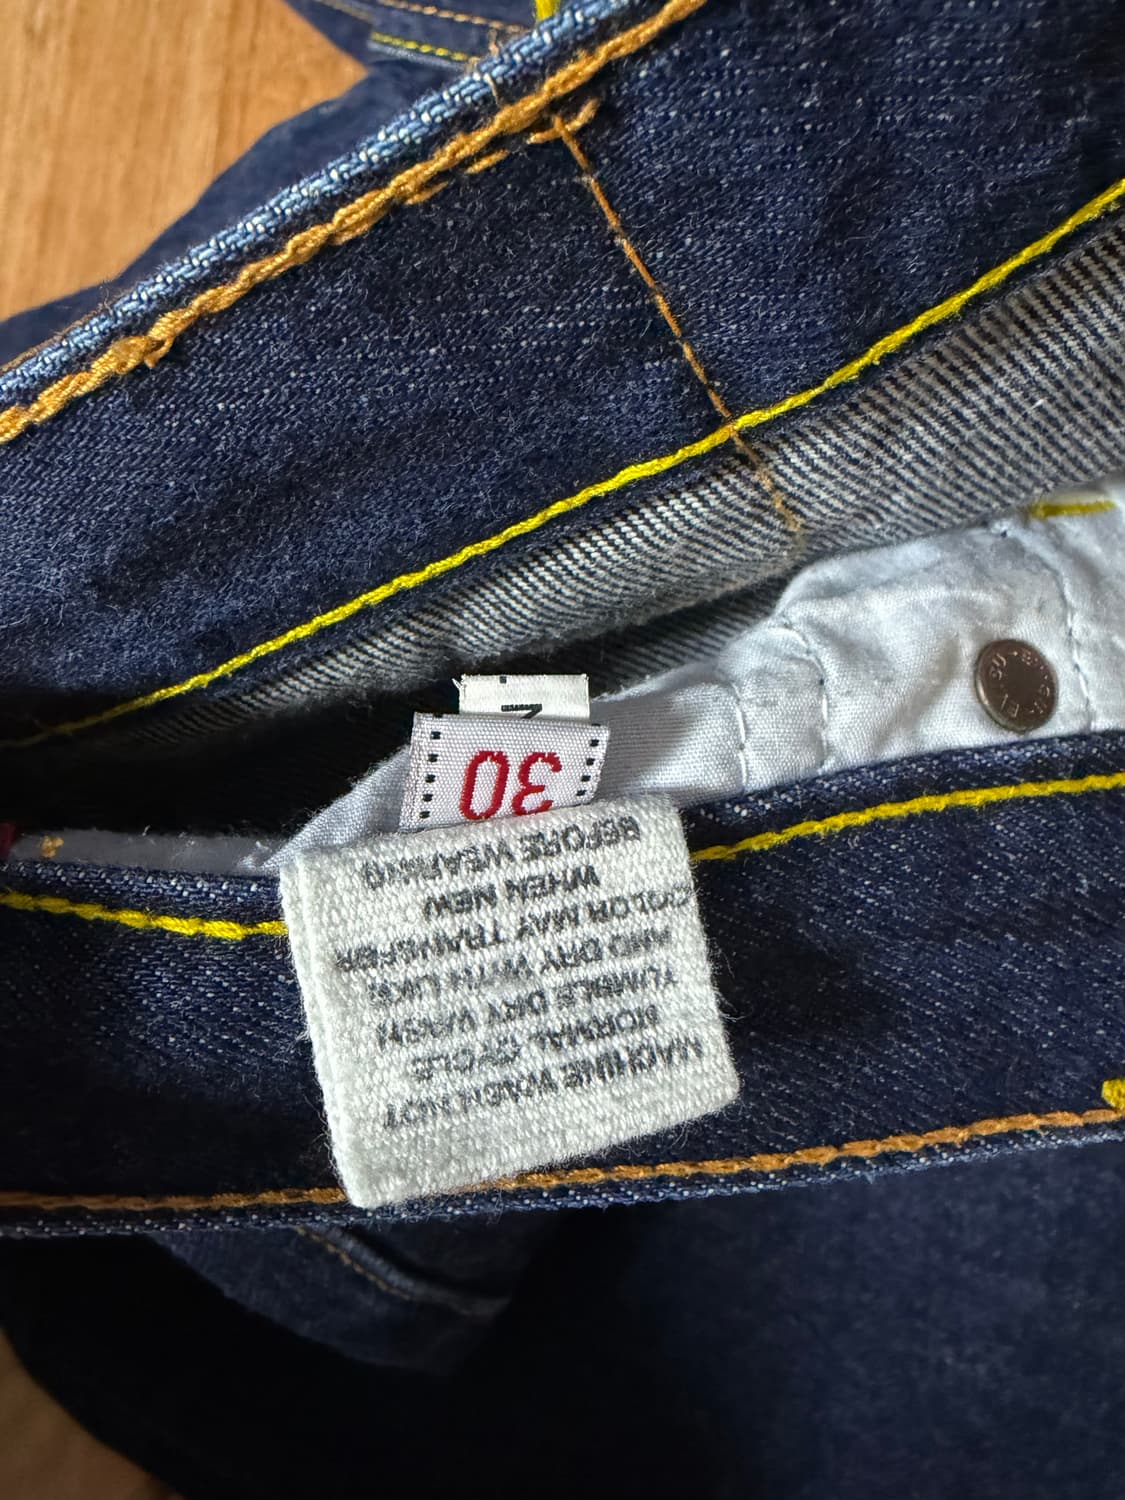 MACHINE WASH HOT
NORMAL CYCLE
TUMBLE DRY WASH
AND DRY WITH LIKE
COLOR MAY TRANSFER
WHEN NEW
BEFORE WEARING
30